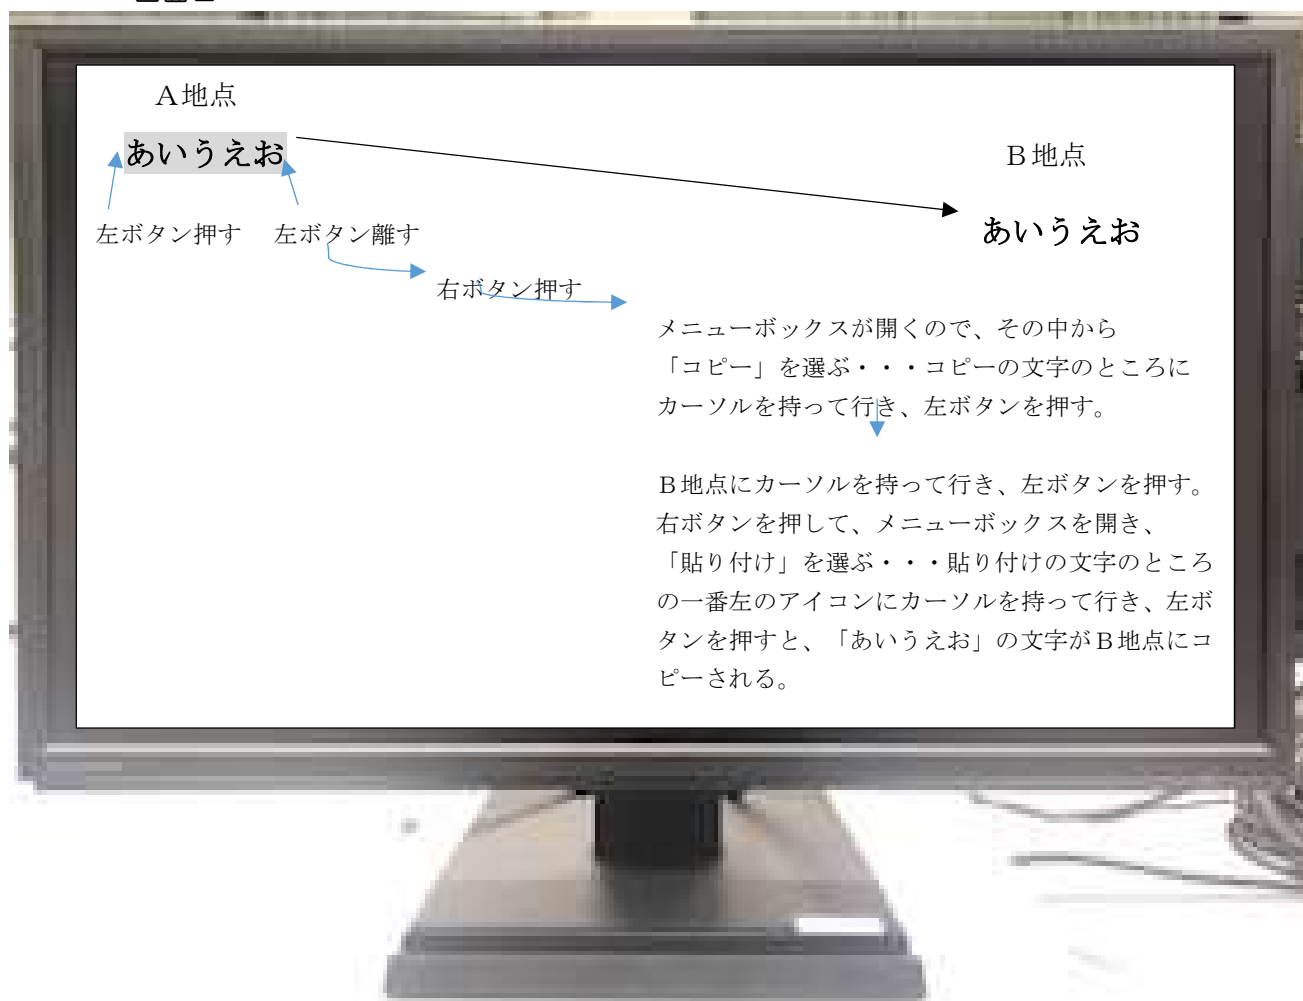 A地点
あいうえお
B地点
あいうえお
左ボタン押す
左ボタン離す
右ボタン押す
メニューボックスが開くので、その中から
「コピー」を選ぶ・・・コピーの文字のところに
カーソルを持って行き、左ボタンを押す。
B地点にカーソルを持って行き、左ボタンを押す。
右ボタンを押して、メニューボックスを開き、
「貼り付け」を選ぶ・・・貼り付けの文字のところ
の一番左のアイコンにカーソルを持って行き、左ボ
タンを押すと、「あいうえお」の文字がB地点にコ
ピーされる。